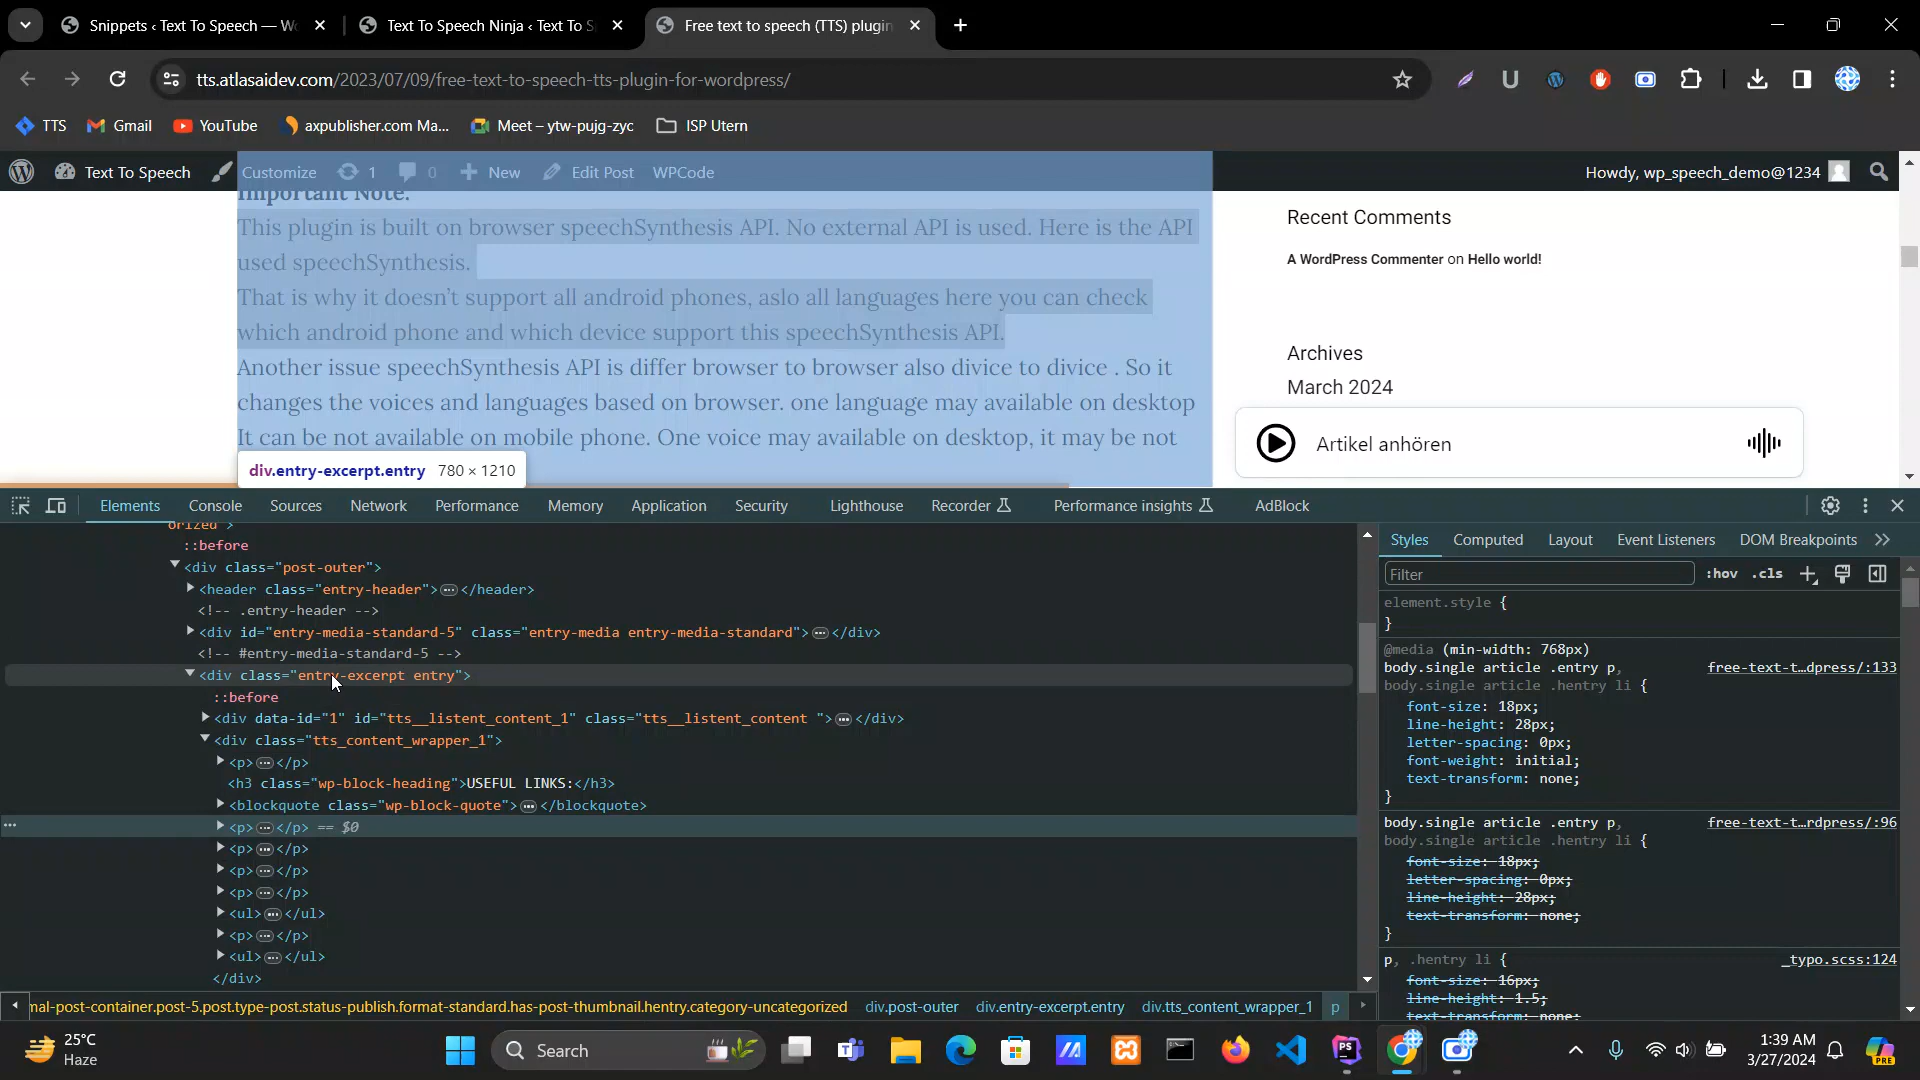 Snippets ‹ Text To Speech — W
Text To Speech Ninja ‹ Text To S
Free text to speech (TTS) plugin
tts.atlasaidev.com/2023/07/09/free-text-to-speech-tts-plugin-for-wordpress/
TTS
Gmail
YouTube
axpublisher.com Ma...
Meet – ytw-pujg-zyc
ISP Utern
Text To Speech
Customize
1
0
New
Edit Post
WPCode
Howdy, wp_speech_demo@1234
Important Note:
This plugin is built on browser speechSynthesis API. No external API is used. Here is the API
used speechSynthesis.
That is why it doesn’t support all android phones, aslo all languages here you can check
which android phone and which device support this speechSynthesis API.
Another issue speechSynthesis API is differ browser to browser also divice to divice . So it
changes the voices and languages based on browser. one language may available on desktop
It can be not available on mobile phone. One voice may available on desktop, it may be not
Recent Comments
A WordPress Commenter on Hello world!
Archives
March 2024
Artikel anhören
div.entry-excerpt.entry 780 × 1210
Elements
Console
Sources
Network
Performance
Memory
Application
Security
Lighthouse
Recorder
Performance insights
AdBlock
orized">
::before
<div class="post-outer">
<header class="entry-header">…</header>
<!-- .entry-header -->
<div id="entry-media-standard-5" class="entry-media entry-media-standard">…</div>
<!-- #entry-media-standard-5 -->
<div class="entry-excerpt entry">
::before
<div data-id="1" id="tts__listent_content_1" class="tts__listent_content ">…</div>
<div class="tts_content_wrapper_1">
<p>…</p>
<h3 class="wp-block-heading">USEFUL LINKS:</h3>
<blockquote class="wp-block-quote">…</blockquote>
<p>…</p> == $0
<p>…</p>
<p>…</p>
<p>…</p>
<ul>…</ul>
<p>…</p>
<ul>…</ul>
</div>
mal-post-container.post-5.post.type-post.status-publish.format-standard.has-post-thumbnail.hentry.category-uncategorized
div.post-outer
div.entry-excerpt.entry
div.tts_content_wrapper_1
p
Styles
Computed
Layout
Event Listeners
DOM Breakpoints
Filter
:hov
.cls
element.style {
}
@media (min-width: 768px)
body.single article .entry p, free-text-t…dpress/:133
body.single article .hentry li {
font-size: 18px;
line-height: 28px;
letter-spacing: 0px;
font-weight: initial;
text-transform: none;
}
body.single article .entry p, free-text-t…rdpress/:96
body.single article .hentry li {
font-size: 18px;
letter-spacing: 0px;
line-height: 28px;
text-transform: none;
}
p, .hentry li { _typo.scss:124
font-size: 16px;
line-height: 1.5;
text-transform: none;
25°C
Haze
Search
PS
PRE
1:39 AM
3/27/2024